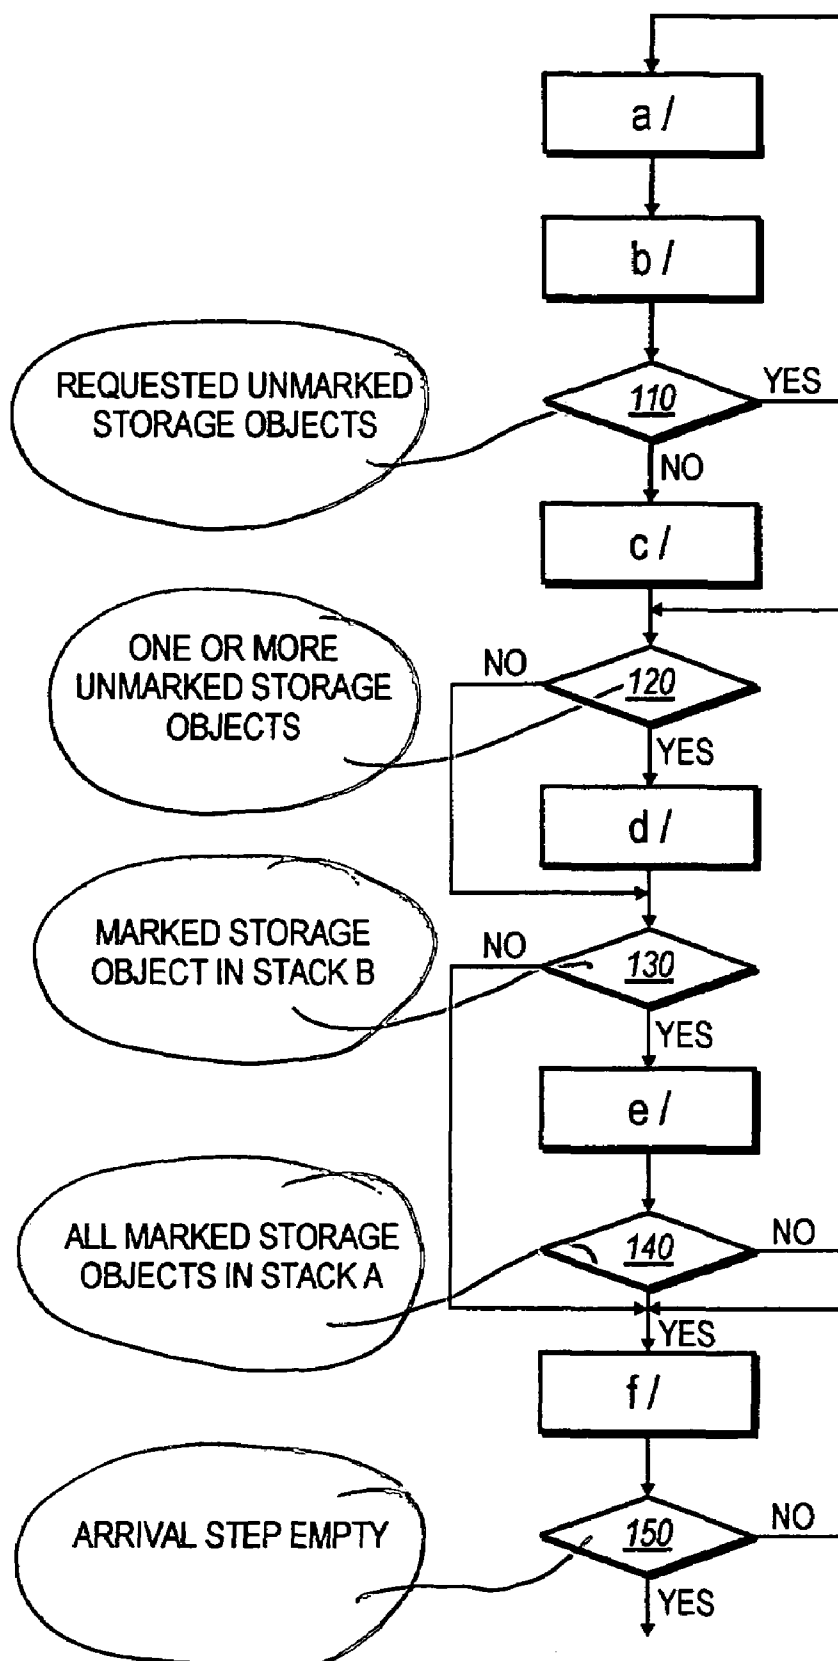 a /
b /
REQUESTED UNMARKED
STORAGE OBJECTS
110
YES
NO
c /
ONE OR MORE
UNMARKED STORAGE
OBJECTS
NO
120
YES
d /
MARKED STORAGE
OBJECT IN STACK B
NO
130
YES
e /
ALL MARKED STORAGE
OBJECTS IN STACK A
140
NO
YES
f /
ARRIVAL STEP EMPTY
150
NO
YES